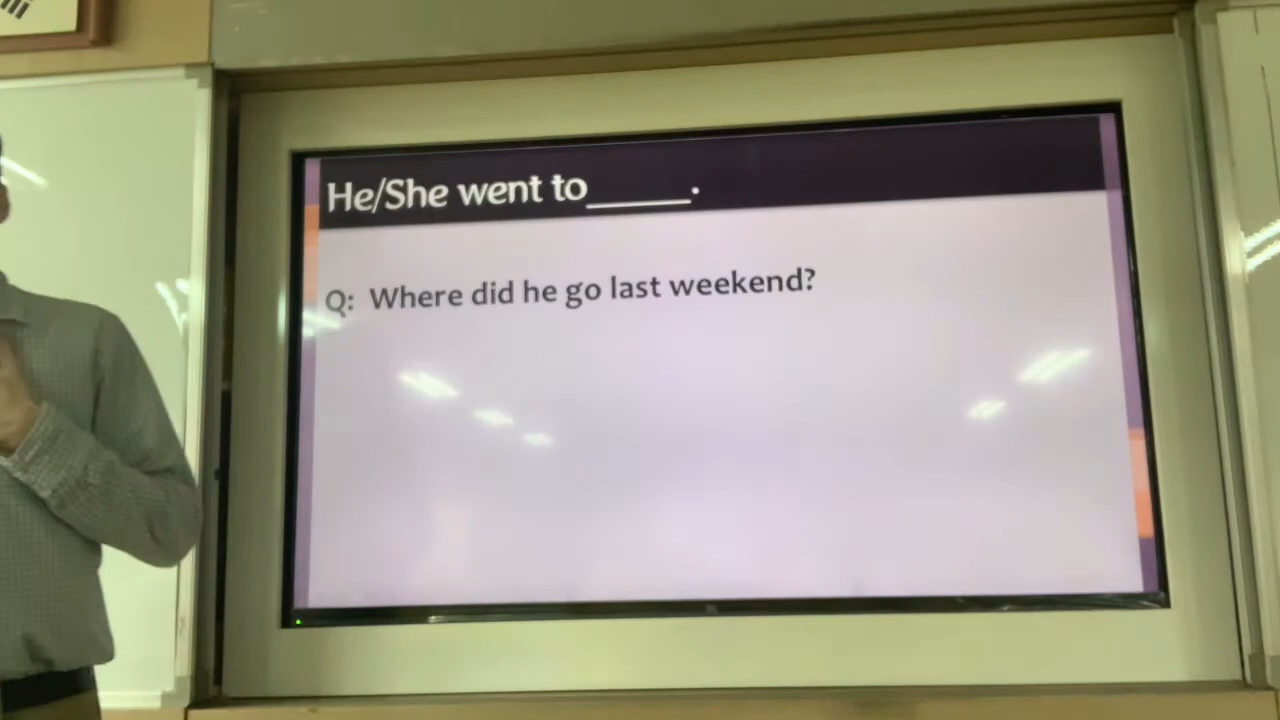 He/She went to_____.
Q: Where did he go last weekend?